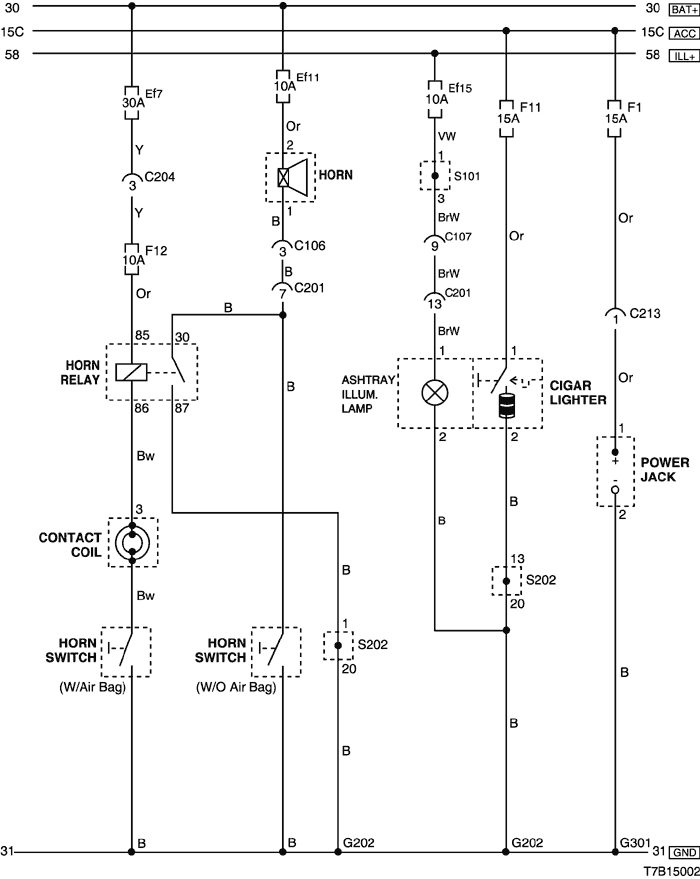 30
30 BAT+
15C
15C ACC
58
58 ILL+
Ef7
30A
Ef11
10A
Ef15
10A
F11
15A
F1
15A
Y
Or
VW
2
1
HORN
S101
C204
3
1
3
Y
B
BrW
Or
Or
C106
3
C107
9
F12
10A
B
BrW
C201
7
C201
13
Or
B
BrW
C213
1
85
30
1
1
HORN
RELAY
ASHTRAY
ILLUM.
LAMP
CIGAR
LIGHTER
Or
B
86
87
2
2
1
Bw
POWER
JACK
+
-
3
B
B
2
CONTACT
COIL
13
S202
20
B
Bw
1
HORN
SWITCH
(W/Air Bag)
HORN
SWITCH
(W/O Air Bag)
S202
20
B
B
B
31
B
B
G202
G202
G301
31 GND
T7B15002